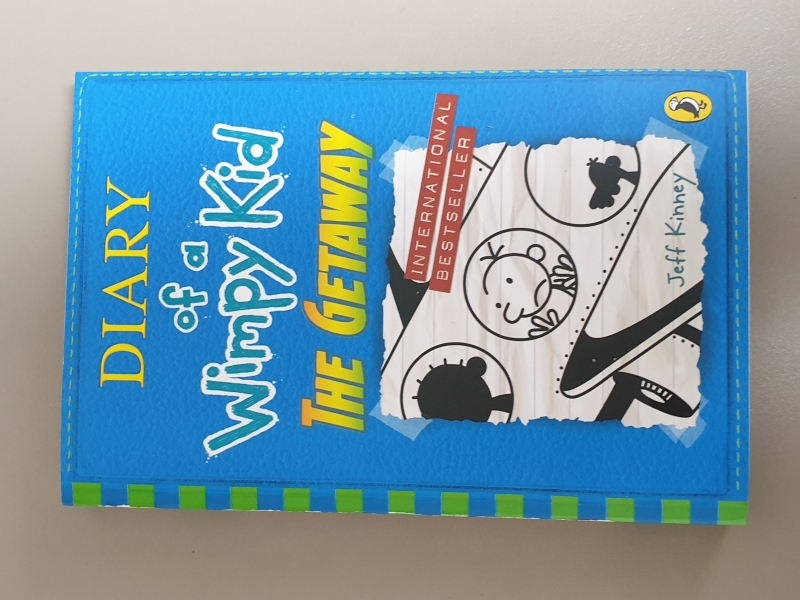 DIARY
of a
Wimpy Kid
THE GETAWAY
INTERNATIONAL
BESTSELLER
Jeff Kinney